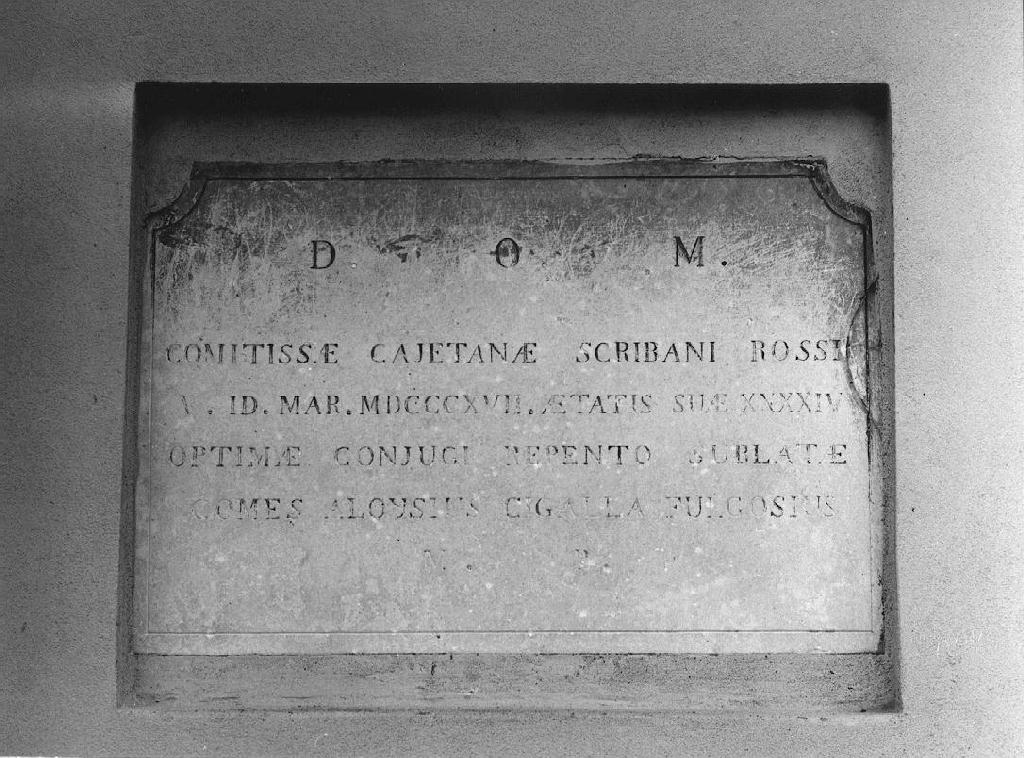 D. O M.
COMITISSÆ CAJETANÆ SCRIBANI ROSSI
V. ID. MAR. MDCCCXVII. ÆTATIS SUÆ XXXXIV
OPTIMÆ CONJUGI REPENTO SUBLATÆ
COMES ALOYSIUS CIGALLA FULGOSIUS